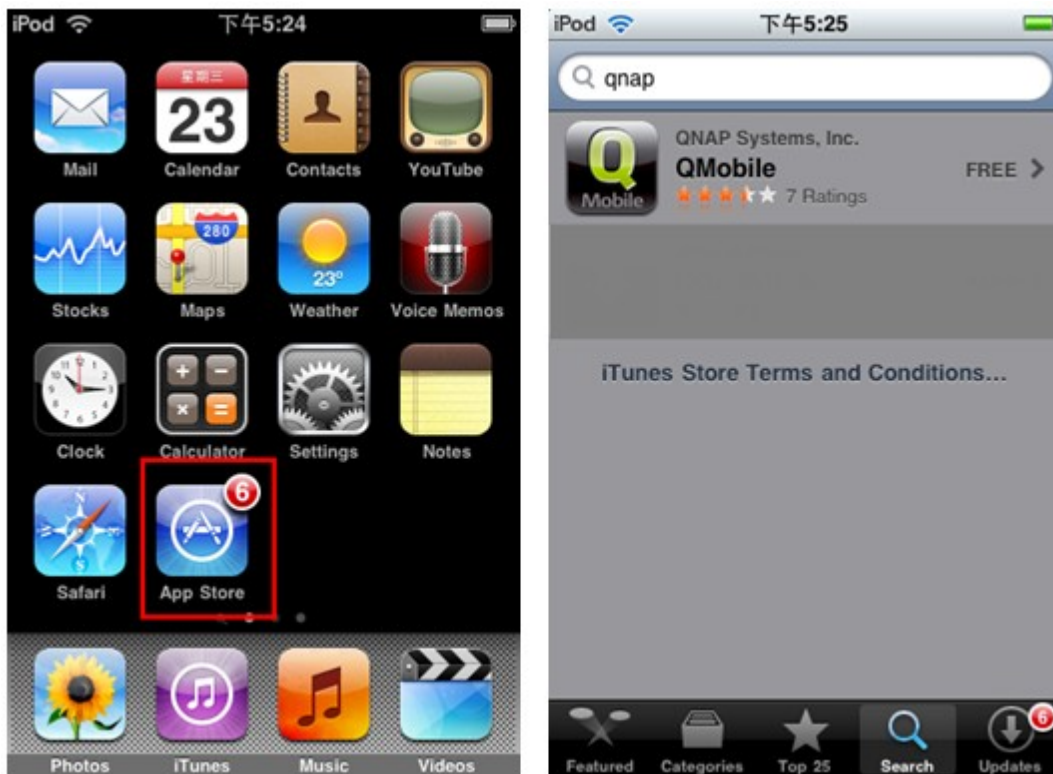 iPod 下午5:24
星期三
23
Mail Calendar Contacts YouTube
280
23°
Stocks Maps Weather Voice Memos
Clock Calculator Settings Notes
6
Safari App Store
Photos iTunes Music Videos
iPod 下午5:25
qnap
QNAP Systems, Inc.
QMobile
FREE
7 Ratings
Q
Mobile
iTunes Store Terms and Conditions...
6
Featured Categories Top 25 Search Updates